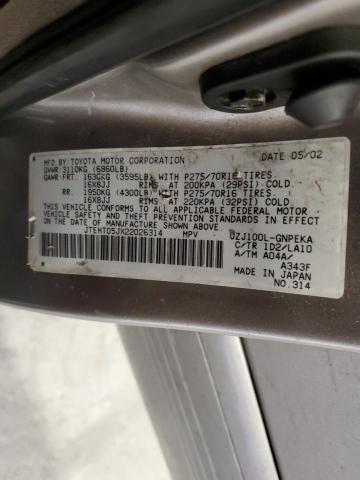 MFD BY: TOYOTA MOTOR CORPORATION DATE 05/02
GVWR: 3110KG (6860LB)
GAWR: FRT. 1630KG (3595LB) WITH P275/70R16 TIRES
16X8JJ RIMS AT 200KPA (29PSI) COLD.
RR. 1950KG (4300LB) WITH P275/70R16 TIRES
16X8JJ RIMS AT 220KPA (32PSI) COLD.
THIS VEHICLE CONFORMS TO ALL APPLICABLE FEDERAL MOTOR
VEHICLE SAFETY AND BUMPER STANDARDS IN EFFECT
ON THE DATE OF MANUFACTURE SHOWN ABOVE.
JTEHT05JX22026314 MPV UZJ100L-GNPEKA
C/TR 1D2/LA10
A/TM A04A/
A343F
MADE IN JAPAN
NO.314